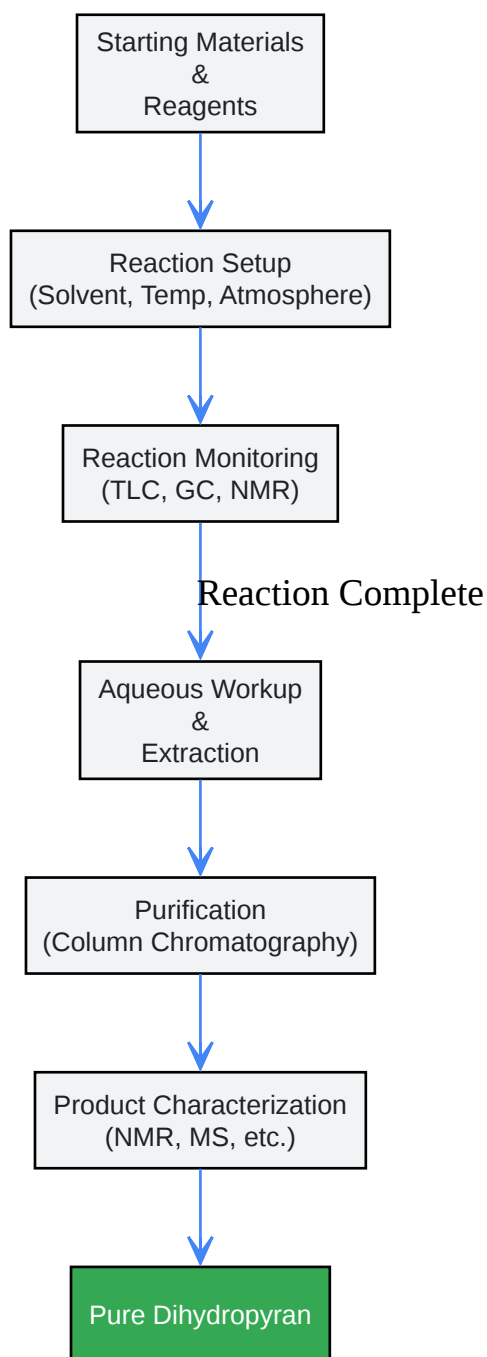 Starting Materials
&
Reagents
Reaction Setup
(Solvent, Temp, Atmosphere)
Reaction Monitoring
(TLC, GC, NMR)
Reaction Complete
Aqueous Workup
&
Extraction
Purification
(Column Chromatography)
Product Characterization
(NMR, MS, etc.)
Pure Dihydropyran